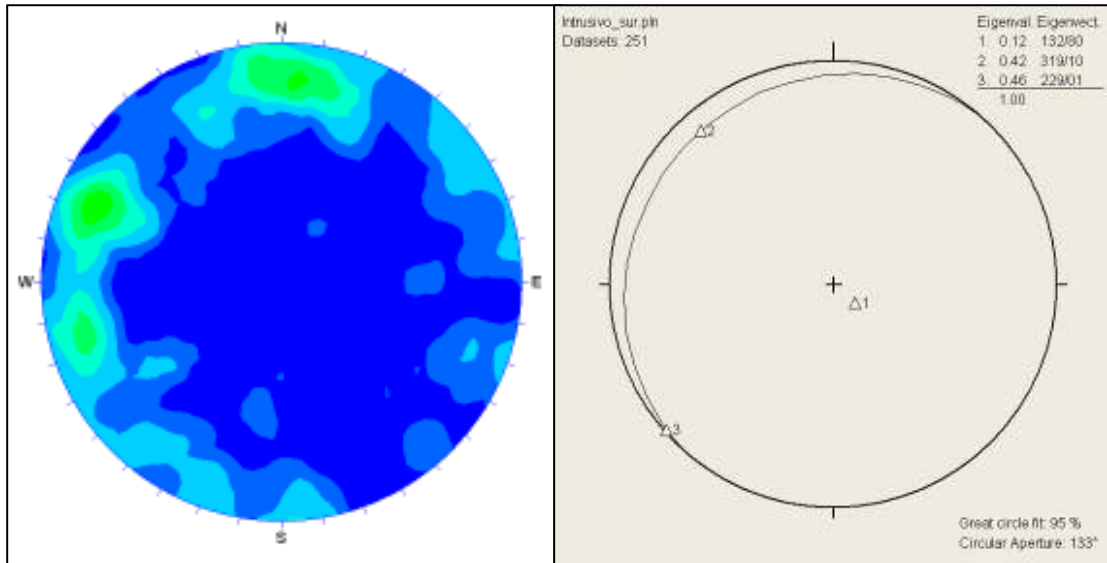 N
W
E
S
Intrusivo_sur.pln
Datasets: 251
Eigenval. Eigenvect.
1 0.12 132/80
2 0.42 319/10
3 0.46 229/01
1.00
2
1
3
Great circle fit: 95 %
Circular Aperture: 133°